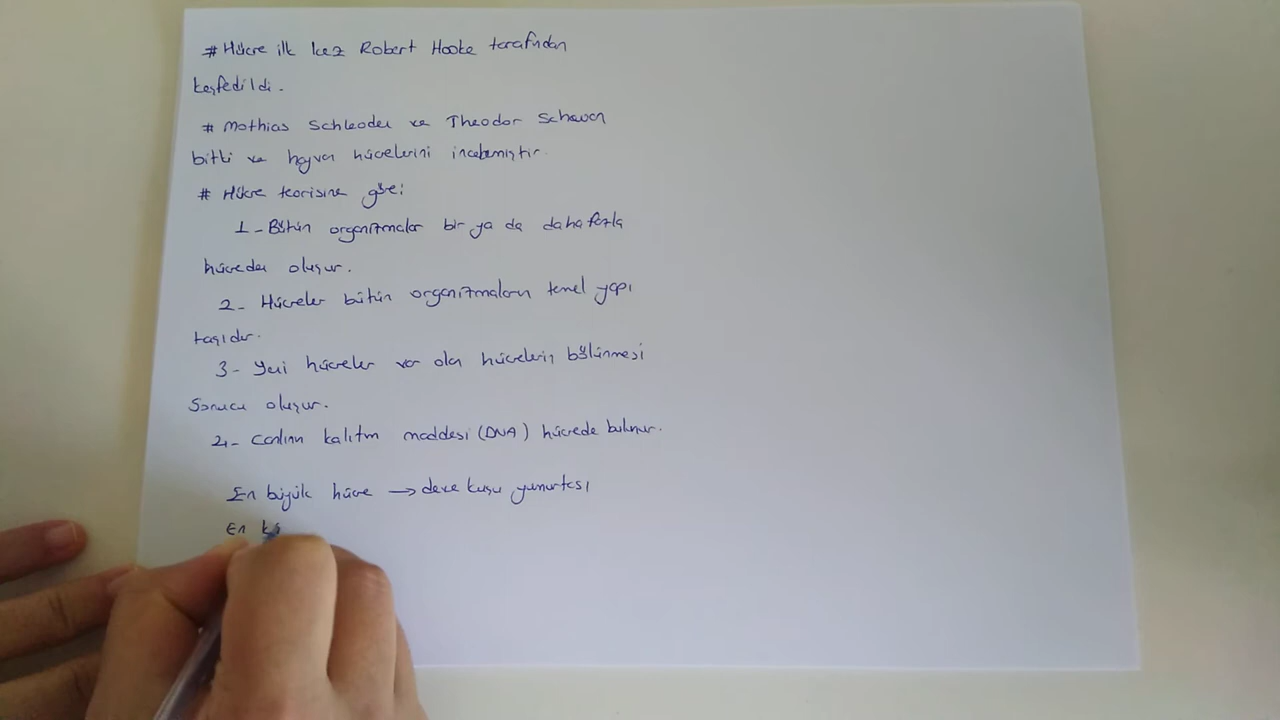 # Hücre ilk kez Robert Hooke tarafından
keşfedildi.
# Mathias Schleıden ve Theodor Schwan
bitki ve hayvan hücrelerini incelemiştir.
# Hücre teorisine göre:
1- Bütün organizmalar bir ya da daha fazla
hücreden oluşur.
2- Hücreler bütün organizmaların temel yapı
taşıdır.
3- Yeni hücreler var olan hücrelerin bölünmesi
sonucu oluşur.
4- Canlının kalıtım maddesi (DNA) hücrede bulunur.
En büyük hücre → deve kuşu yumurtası
En